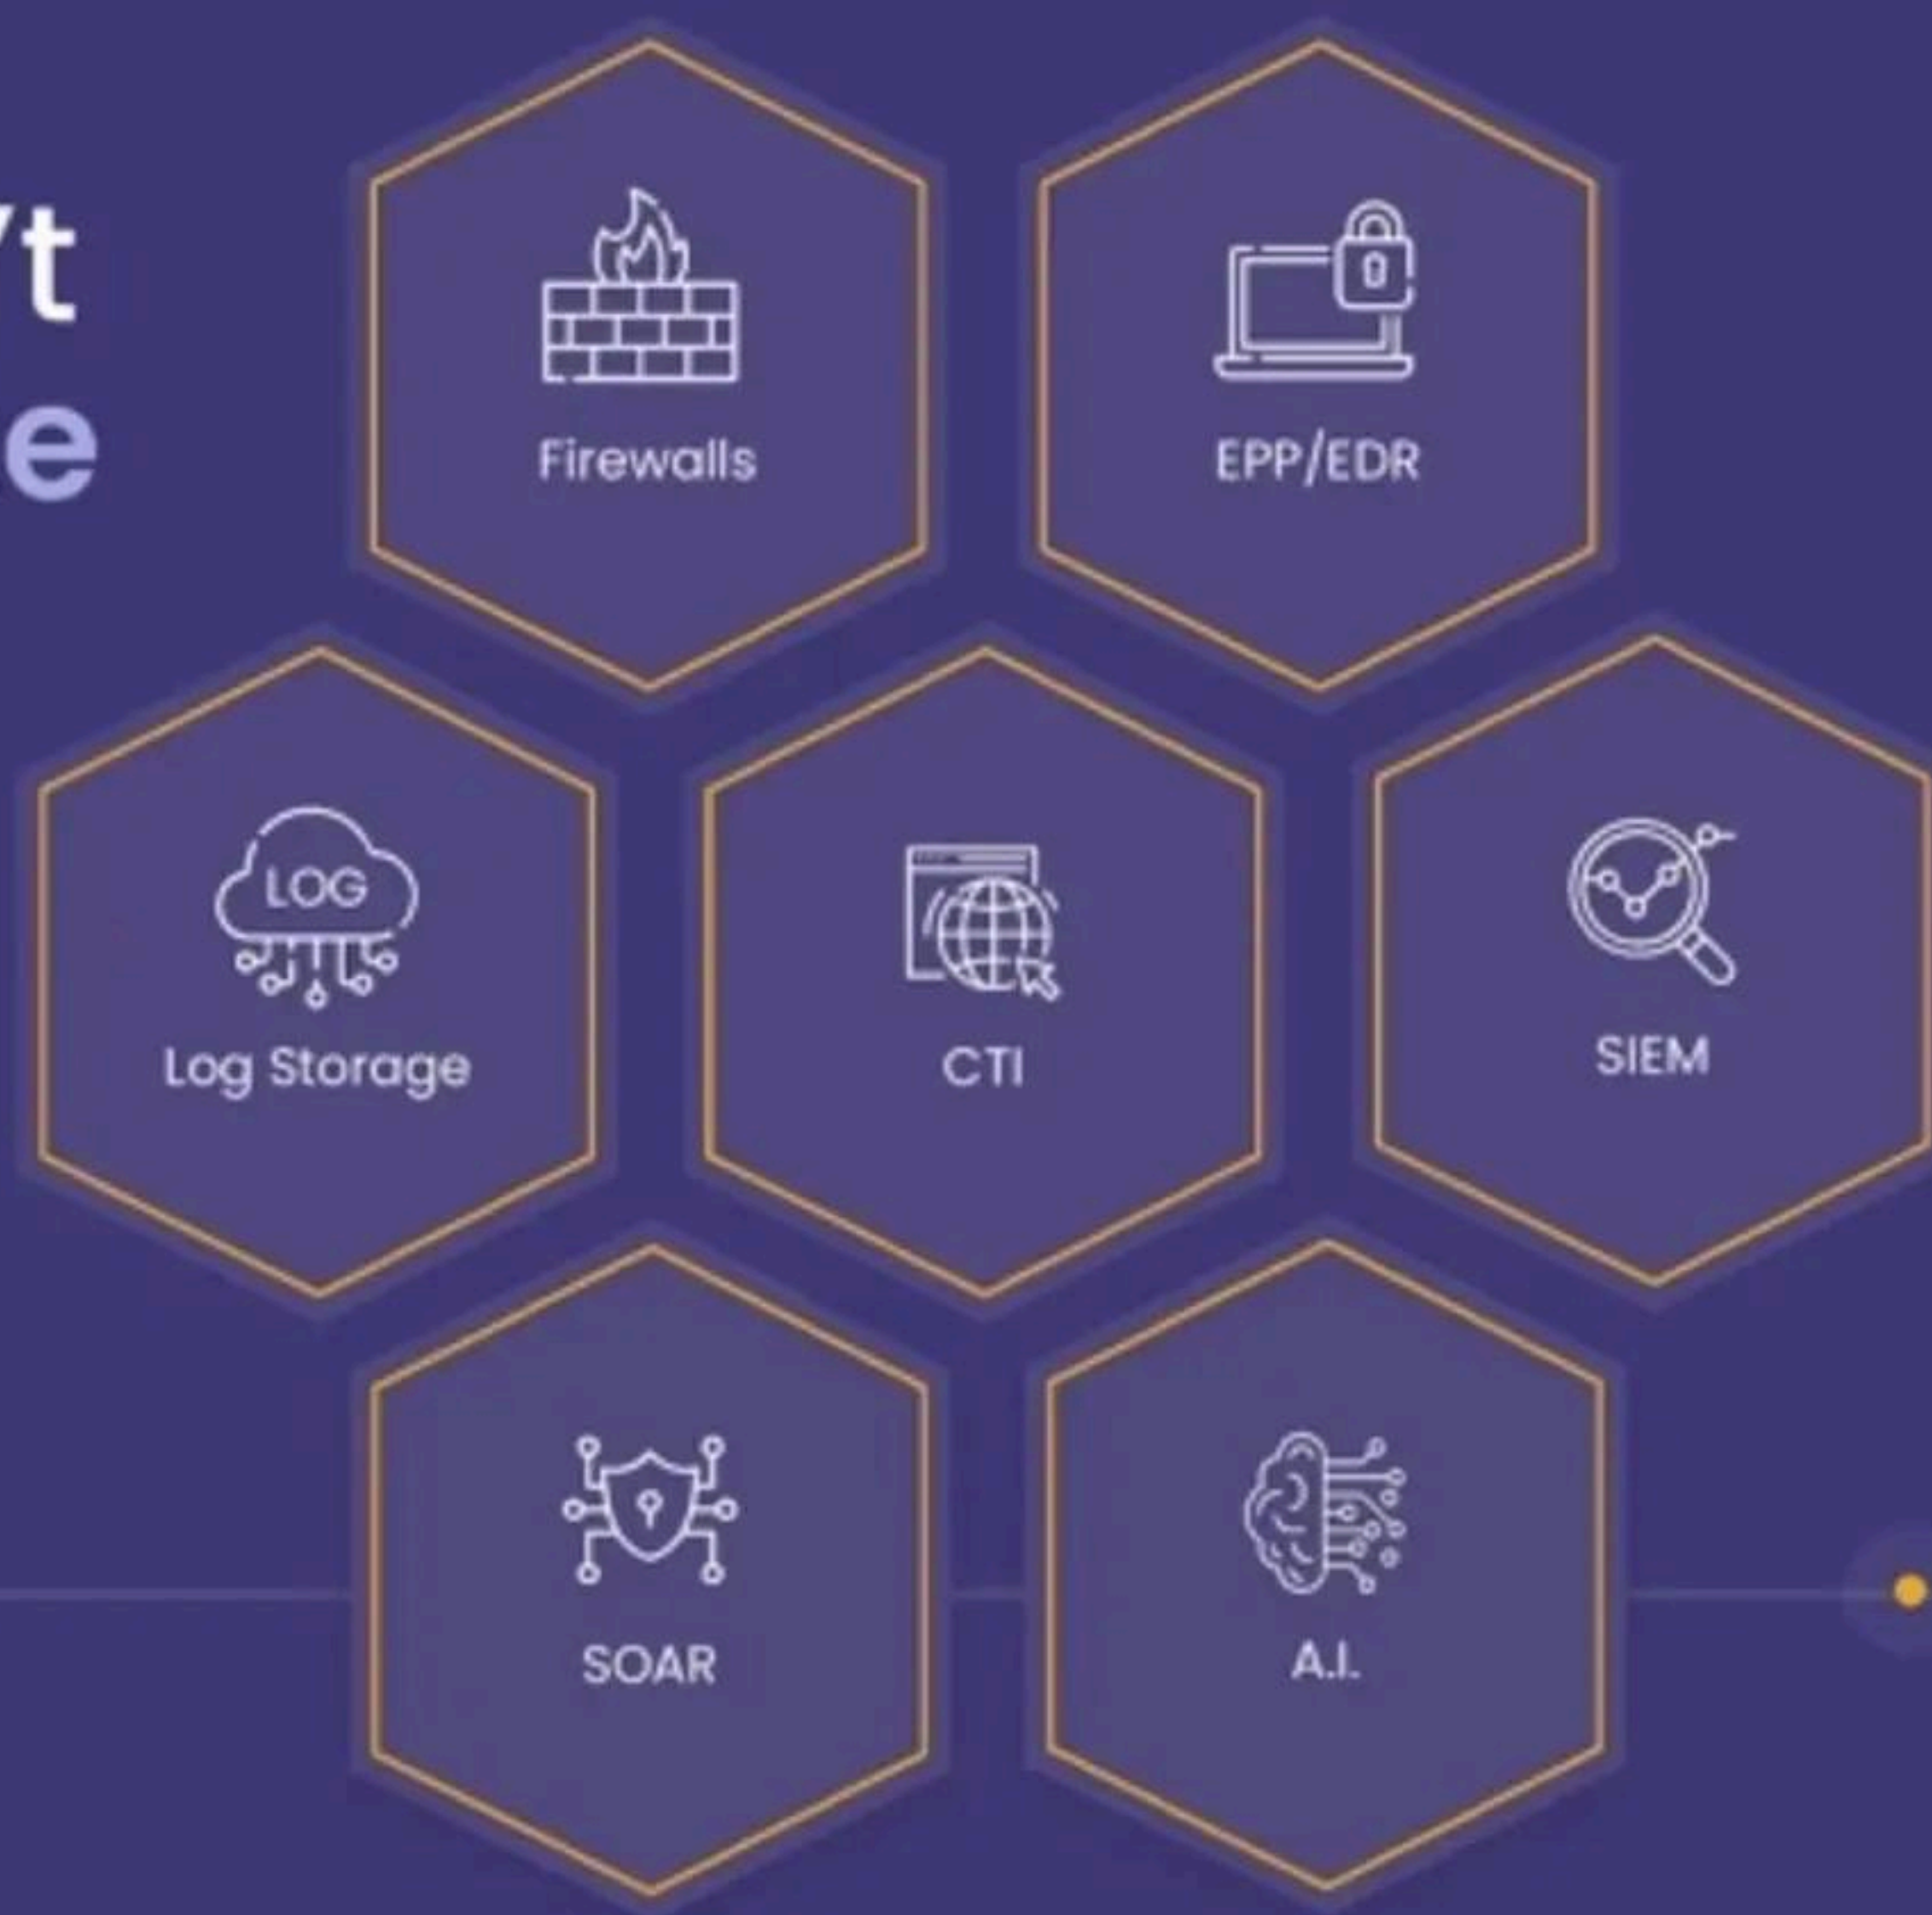 't
e
Firewalls
EPP/EDR
LOG
Log Storage
CTI
SIEM
SOAR
A.I.